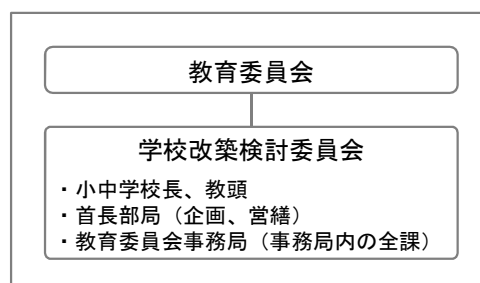 教育委員会
学校改築検討委員会
・小中学校長、教頭
・首長部局（企画、営繕）
・教育委員会事務局（事務局内の全課）